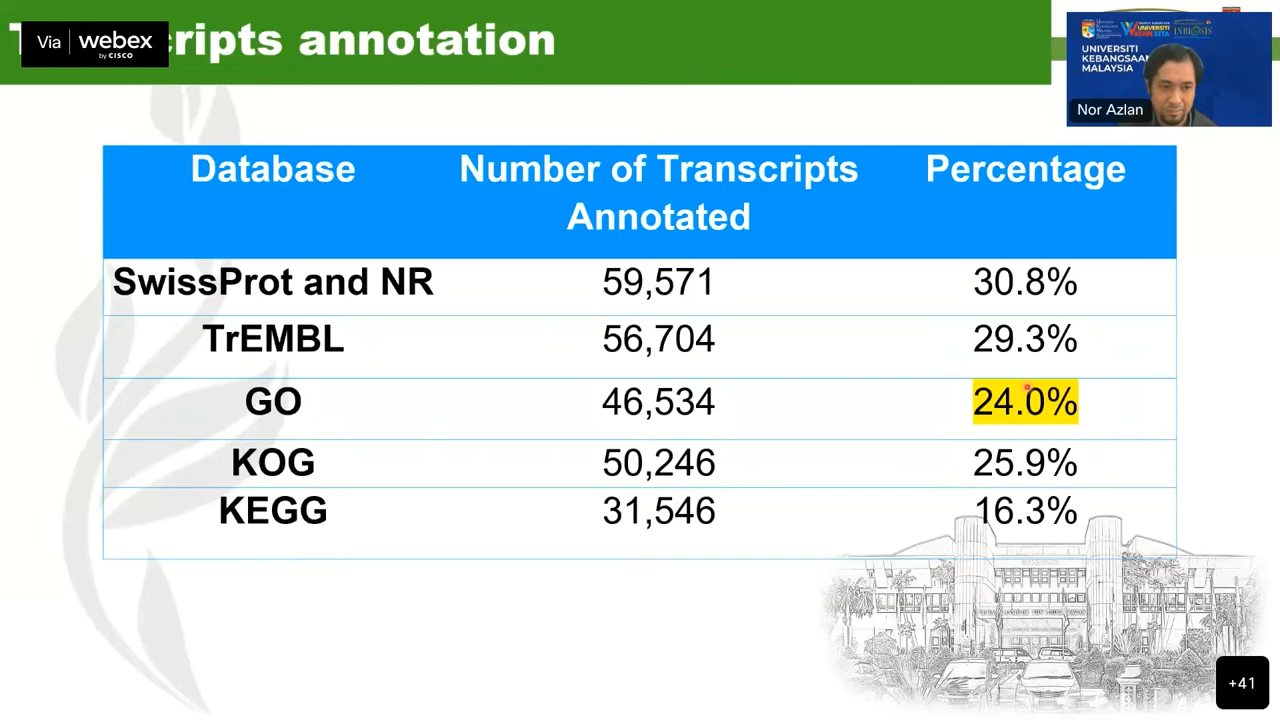 Via webex
by CISCO
T cripts annotation
UNIVERSITI
KEBANGSAAN
MALAYSIA
Nor Azlan
Database Number of Transcripts Annotated Percentage
SwissProt and NR 59,571 30.8%
TrEMBL 56,704 29.3%
GO 46,534 24.0%
KOG 50,246 25.9%
KEGG 31,546 16.3%
+41